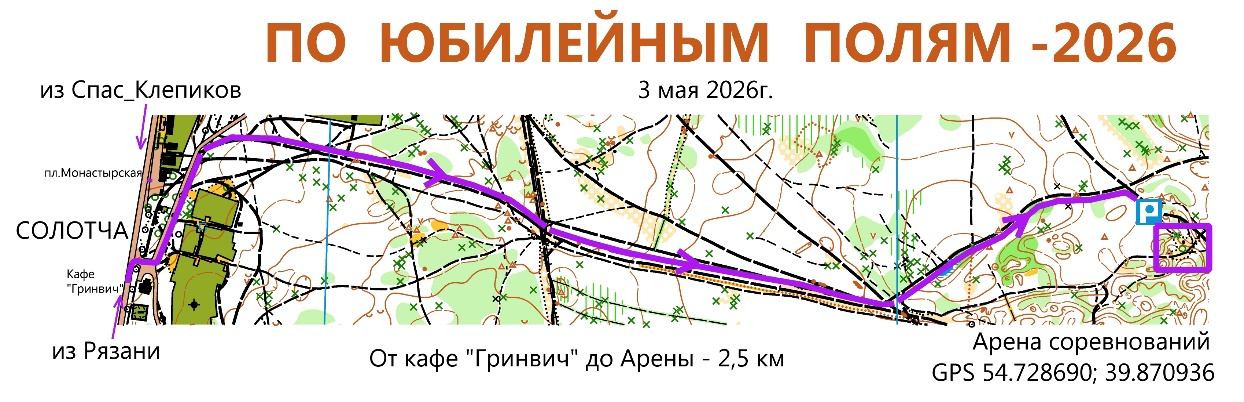 ПО ЮБИЛЕЙНЫМ ПОЛЯМ -2026
из Спас_Клепиков
3 мая 2026г.
пл.Монастырская
СОЛОТЧА
Кафе
"Гринвич"
P
из Рязани
От кафе "Гринвич" до Арены - 2,5 км
Арена соревнований
GPS 54.728690; 39.870936